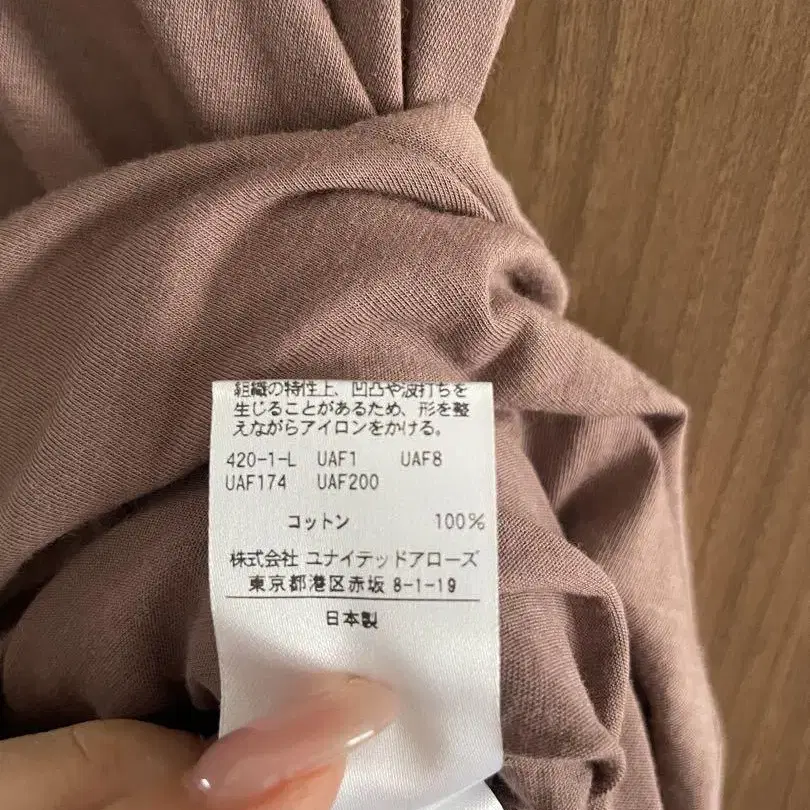 組織の特性上、凹凸や波打ちを
生じることがあるため、形を整
えながらアイロンをかける。
420-1-L UAF1 UAF8
UAF174 UAF200
コットン 100%
株式会社 ユナイテッドアローズ
東京都港区赤坂 8-1-19
日本製